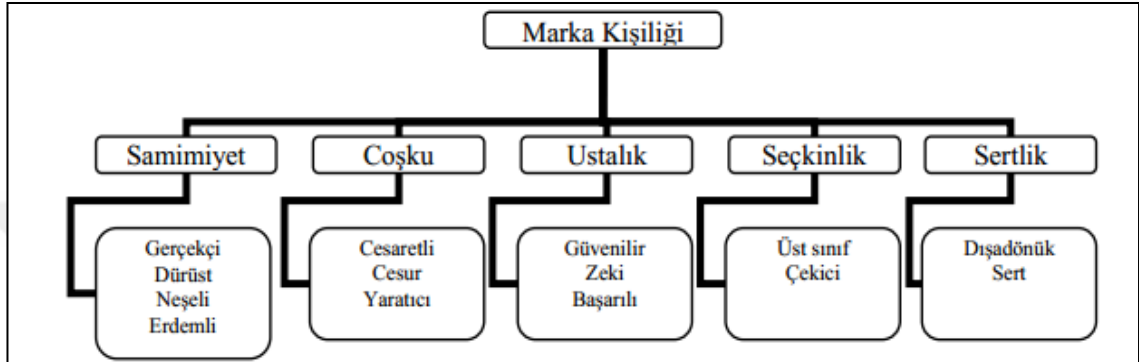 Marka Kişiliği
Samimiyet
Coşku
Ustalık
Seçkinlik
Sertlik
Gerçekçi
Dürüst
Neşeli
Erdemli
Cesaretli
Cesur
Yaratıcı
Güvenilir
Zeki
Başarılı
Üst sınıf
Çekici
Dışadönük
Sert